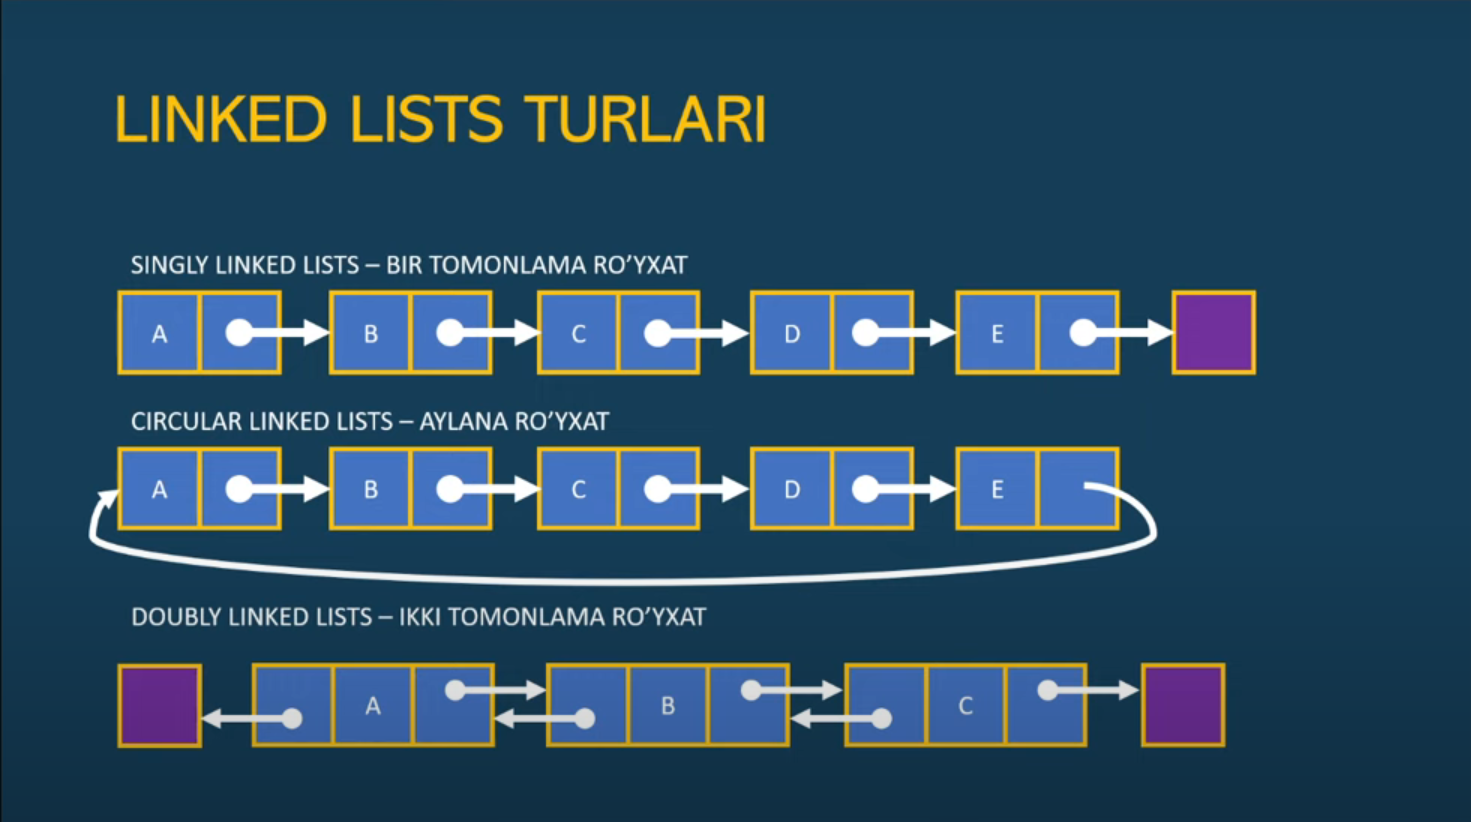 LINKED LISTS TURLARI
SINGLY LINKED LISTS – BIR TOMONLAMA RO’YXAT
A B C D E
CIRCULAR LINKED LISTS – AYLANA RO’YXAT
A B C D E
DOUBLY LINKED LISTS – IKKI TOMONLAMA RO’YXAT
A B C